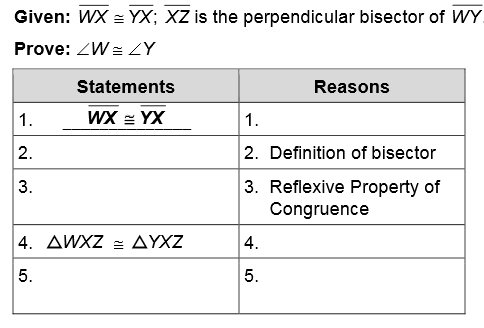 Given: WX ≅ YX; XZ is the perpendicular bisector of WY.
Prove: ∠W ≅ ∠Y
Statements Reasons
1. WX ≅ YX 1.
2. 2. Definition of bisector
3. 3. Reflexive Property of
Congruence
4. △WXZ ≅ △YXZ 4.
5. 5.